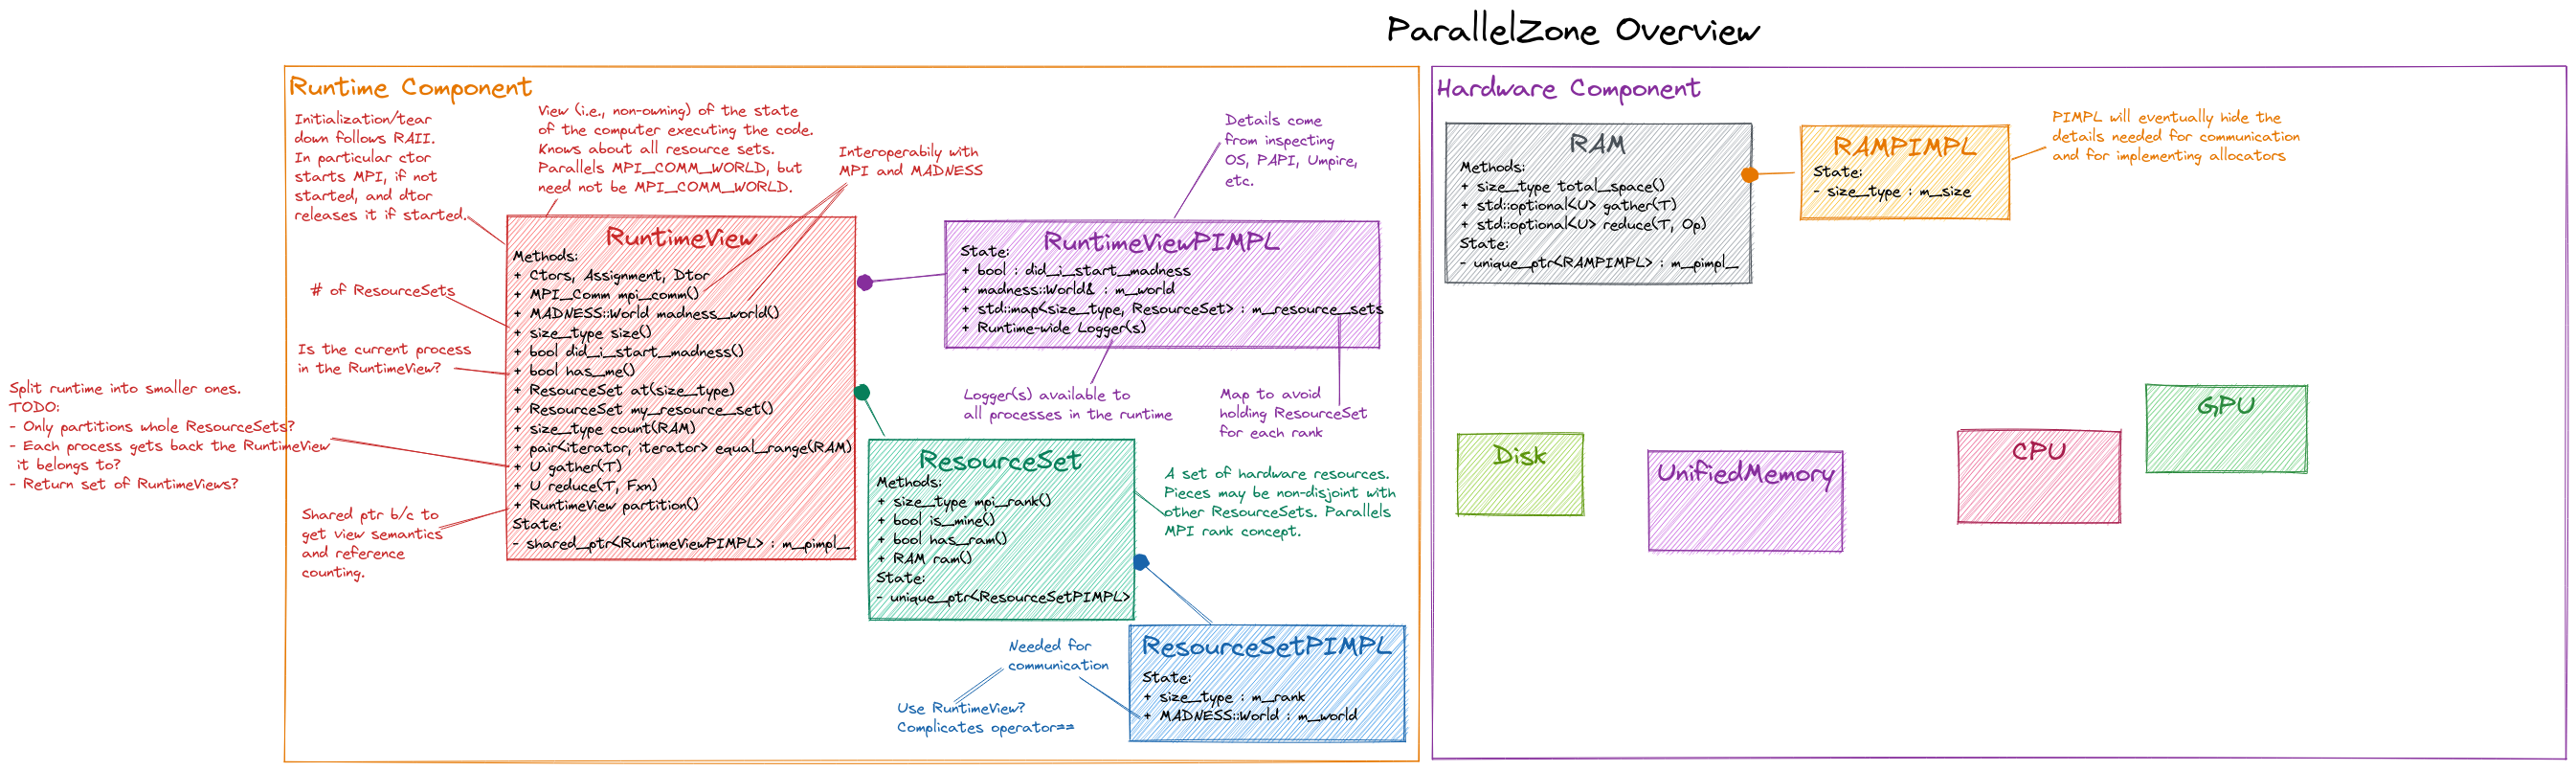 ParallelZone Overview
Runtime Component
Initialization/tear
down follows RAII.
In particular ctor
starts MPI, if not
started, and dtor
releases it if started.
View (i.e., non-owning) of the state
of the computer executing the code.
Knows about all resource sets.
Parallels MPI_COMM_WORLD, but
need not be MPI_COMM_WORLD.
Interoperabily with
MPI and MADNESS
# of ResourceSets
Is the current process
in the RuntimeView?
Split runtime into smaller ones.
TODO:
- Only partitions whole ResourceSets?
- Each process gets back the RuntimeView
it belongs to?
- Return set of RuntimeViews?
Shared ptr b/c to
get view semantics
and reference
counting.
RuntimeView
Methods:
+ Ctors, Assignment, Dtor
+ MPI_Comm mpi_comm()
+ MADNESS::World madness_world()
+ size_type size()
+ bool did_i_start_madness()
+ bool has_me()
+ ResourceSet at(size_type)
+ ResourceSet my_resource_set()
+ size_type count(RAM)
+ pair<iterator, iterator> equal_range(RAM)
+ U gather(T)
+ U reduce(T, Fxn)
+ RuntimeView partition()
State:
- shared_ptr<RuntimeViewPIMPL> : m_pimpl_
Details come
from inspecting
OS, PAPI, Umpire,
etc.
RuntimeViewPIMPL
State:
+ bool : did_i_start_madness
+ madness::World& : m_world
+ std::map<size_type, ResourceSet> : m_resource_sets
+ Runtime-wide Logger(s)
Logger(s) available to
all processes in the runtime
Map to avoid
holding ResourceSet
for each rank
ResourceSet
Methods:
+ size_type mpi_rank()
+ bool is_mine()
+ bool has_ram()
+ RAM ram()
State:
- unique_ptr<ResourceSetPIMPL>
A set of hardware resources.
Pieces may be non-disjoint with
other ResourceSets. Parallels
MPI rank concept.
Needed for
communication
Use RuntimeView?
Complicates operator==
ResourceSetPIMPL
State:
+ size_type : m_rank
+ MADNESS::World : m_world
Hardware Component
RAM
Methods:
+ size_type total_space()
+ std::optional<U> gather(T)
+ std::optional<U> reduce(T, Op)
State:
- unique_ptr<RAMPIMPL> : m_pimpl_
RAMPIMPL
State:
- size_type : m_size
PIMPL will eventually hide the
details needed for communication
and for implementing allocators
Disk
UnifiedMemory
CPU
GPU